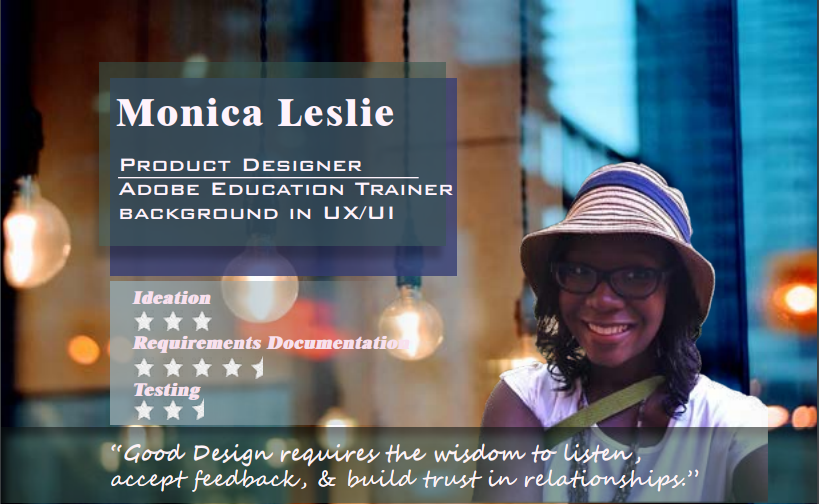 Monica Leslie
Product Designer
Adobe Education Trainer
background in UX/UI
Ideation
Requirements Documentation
Testing
“Good Design requires the wisdom to listen,
accept feedback, & build trust in relationships.”